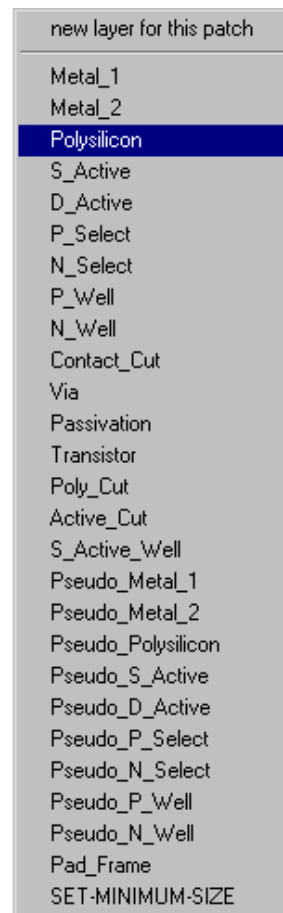 new layer for this patch
Metal_1
Metal_2
Polysilicon
S_Active
D_Active
P_Select
N_Select
P_Well
N_Well
Contact_Cut
Via
Passivation
Transistor
Poly_Cut
Active_Cut
S_Active_Well
Pseudo_Metal_1
Pseudo_Metal_2
Pseudo_Polysilicon
Pseudo_S_Active
Pseudo_D_Active
Pseudo_P_Select
Pseudo_N_Select
Pseudo_P_Well
Pseudo_N_Well
Pad_Frame
SET-MINIMUM-SIZE